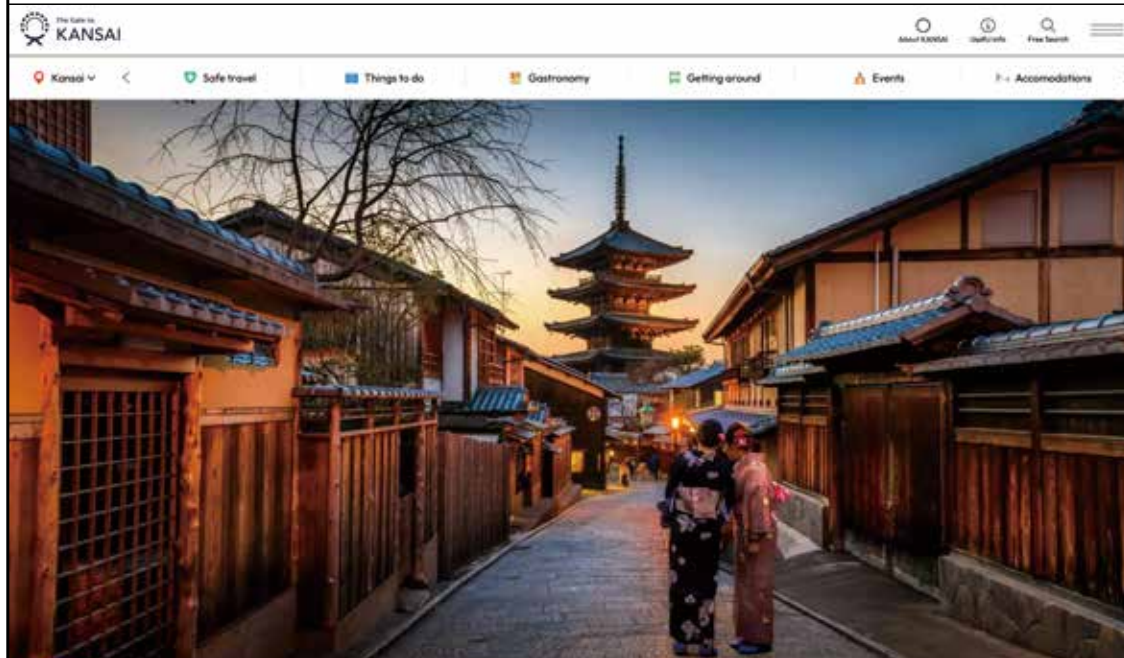 The Gate to
KANSAI
About KANSAI
Useful info
Free Search
Kansai
Safe travel
Things to do
Gastronomy
Getting around
Events
Accomodations